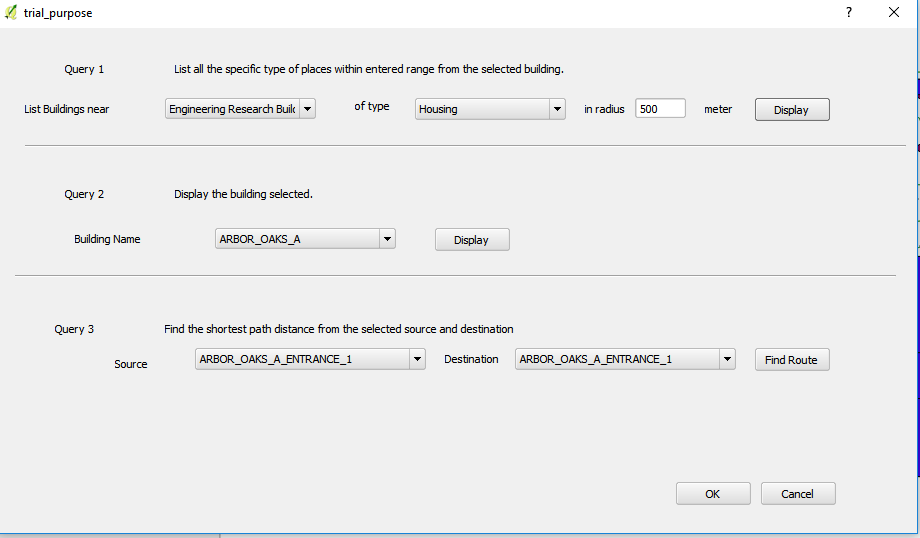 trial_purpose ?
Query 1 List all the specific type of places within entered range from the selected building.
List Buildings near Engineering Research Buil of type Housing in radius 500 meter Display
Query 2 Display the building selected.
Building Name ARBOR_OAKS_A Display
Query 3 Find the shortest path distance from the selected source and destination
Source ARBOR_OAKS_A_ENTRANCE_1 Destination ARBOR_OAKS_A_ENTRANCE_1 Find Route
OK Cancel